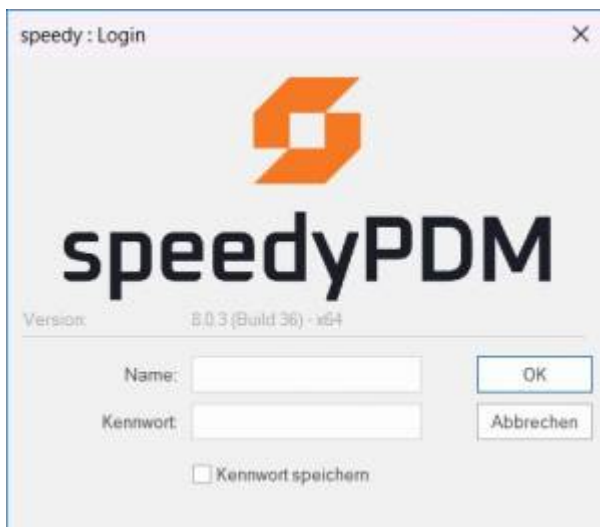 speedy : Login
speedyPDM
Version: 8.0.3 (Build 36) - x64
Name: OK
Kennwort Abbrechen
Kennwort speichern